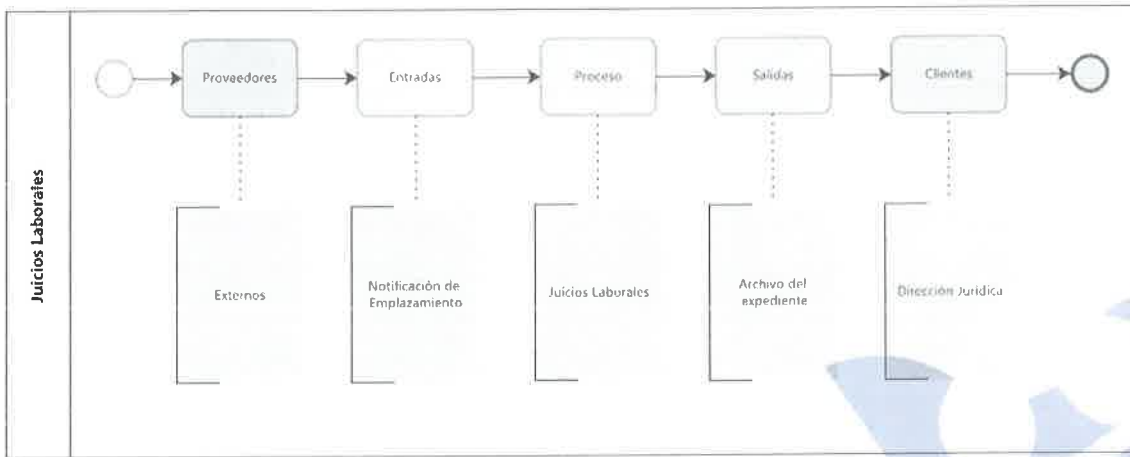 Juicios Laborales
Proveedores
Entradas
Proceso
Salidas
Clientes
Externos
Notificación de
Emplazamiento
Juicios Laborales
Archivo del
expediente
Dirección Jurídica